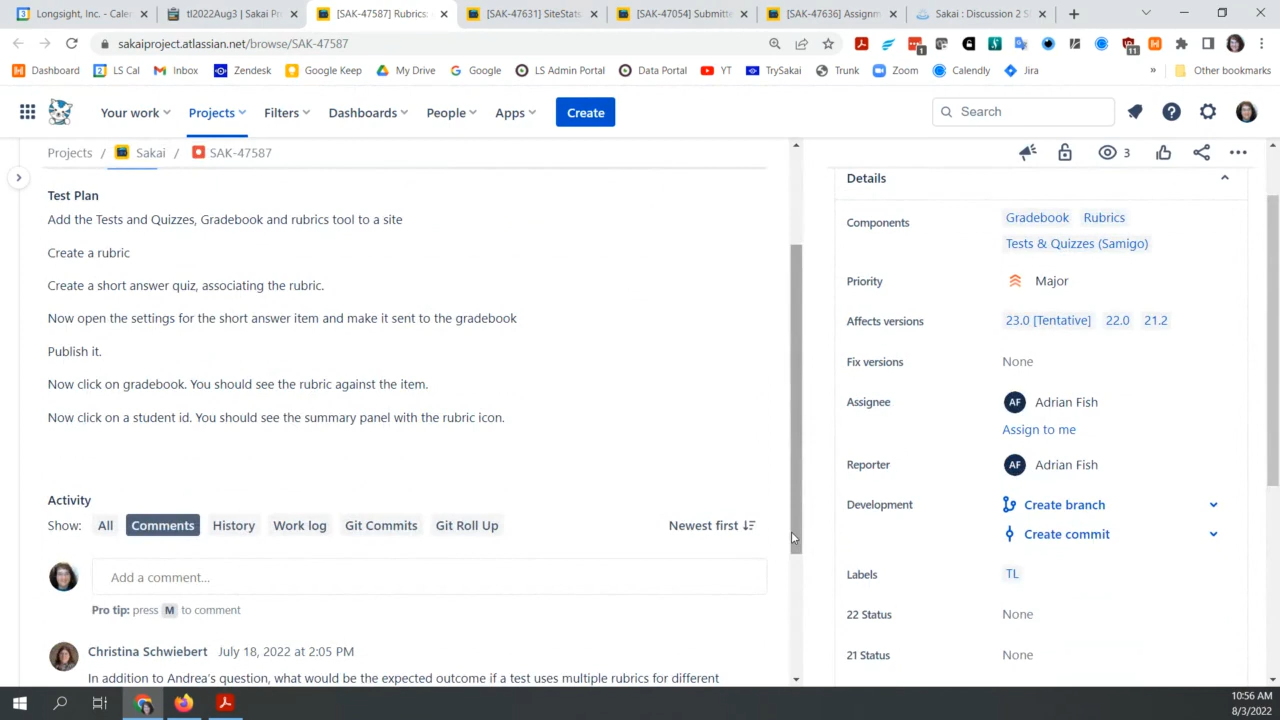 Longsight, Inc. - Calen
tl2022Aug3 | Sakai Pr
[SAK-47587] Rubrics:
[SAK-47631] SiteStats
[SAK-47054] Submitte
[SAK-47636] Assignm
Sakai : Discussion 2 S
sakaiproject.atlassian.net/browse/SAK-47587
Dashboard
LS Cal
Inbox
Zendesk
Google Keep
My Drive
Google
LS Admin Portal
Data Portal
YT
TrySakai
Trunk
Zoom
Calendly
Jira
»
Other bookmarks
Your work
Projects
Filters
Dashboards
People
Apps
Create
Search
Projects / Sakai / SAK-47587
3
Test Plan
Add the Tests and Quizzes, Gradebook and rubrics tool to a site
Create a rubric
Create a short answer quiz, associating the rubric.
Now open the settings for the short answer item and make it sent to the gradebook
Publish it.
Now click on gradebook. You should see the rubric against the item.
Now click on a student id. You should see the summary panel with the rubric icon.
Activity
Show: All Comments History Work log Git Commits Git Roll Up Newest first
Add a comment...
Pro tip: press M to comment
Christina Schwiebert July 18, 2022 at 2:05 PM
In addition to Andrea's question, what would be the expected outcome if a test uses multiple rubrics for different
Details
Components Gradebook Rubrics
Tests & Quizzes (Samigo)
Priority Major
Affects versions 23.0 [Tentative] 22.0 21.2
Fix versions None
Assignee AF Adrian Fish
Assign to me
Reporter AF Adrian Fish
Development Create branch
Create commit
Labels TL
22 Status None
21 Status None
10:56 AM
8/3/2022